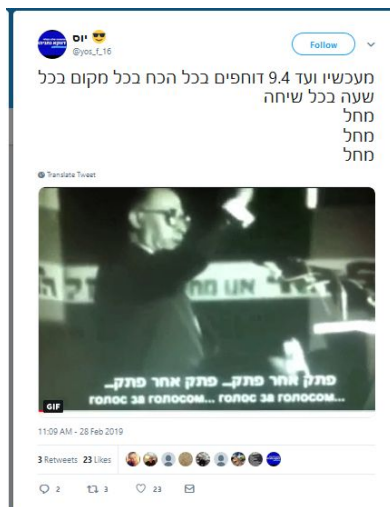 יוס
@yos_f_16
Follow
מעכשיו ועד 9.4 דוחפים בכל הכח בכל מקום בכל
שעה בכל שיחה
מחל
מחל
מחל
Translate Tweet
אנו
פתק אחר פתק.. פתק אחר פתק..
голос за голосом... голос за голосом...
GIF
11:09 AM - 28 Feb 2019
3 Retweets 23 Likes
2 3 23